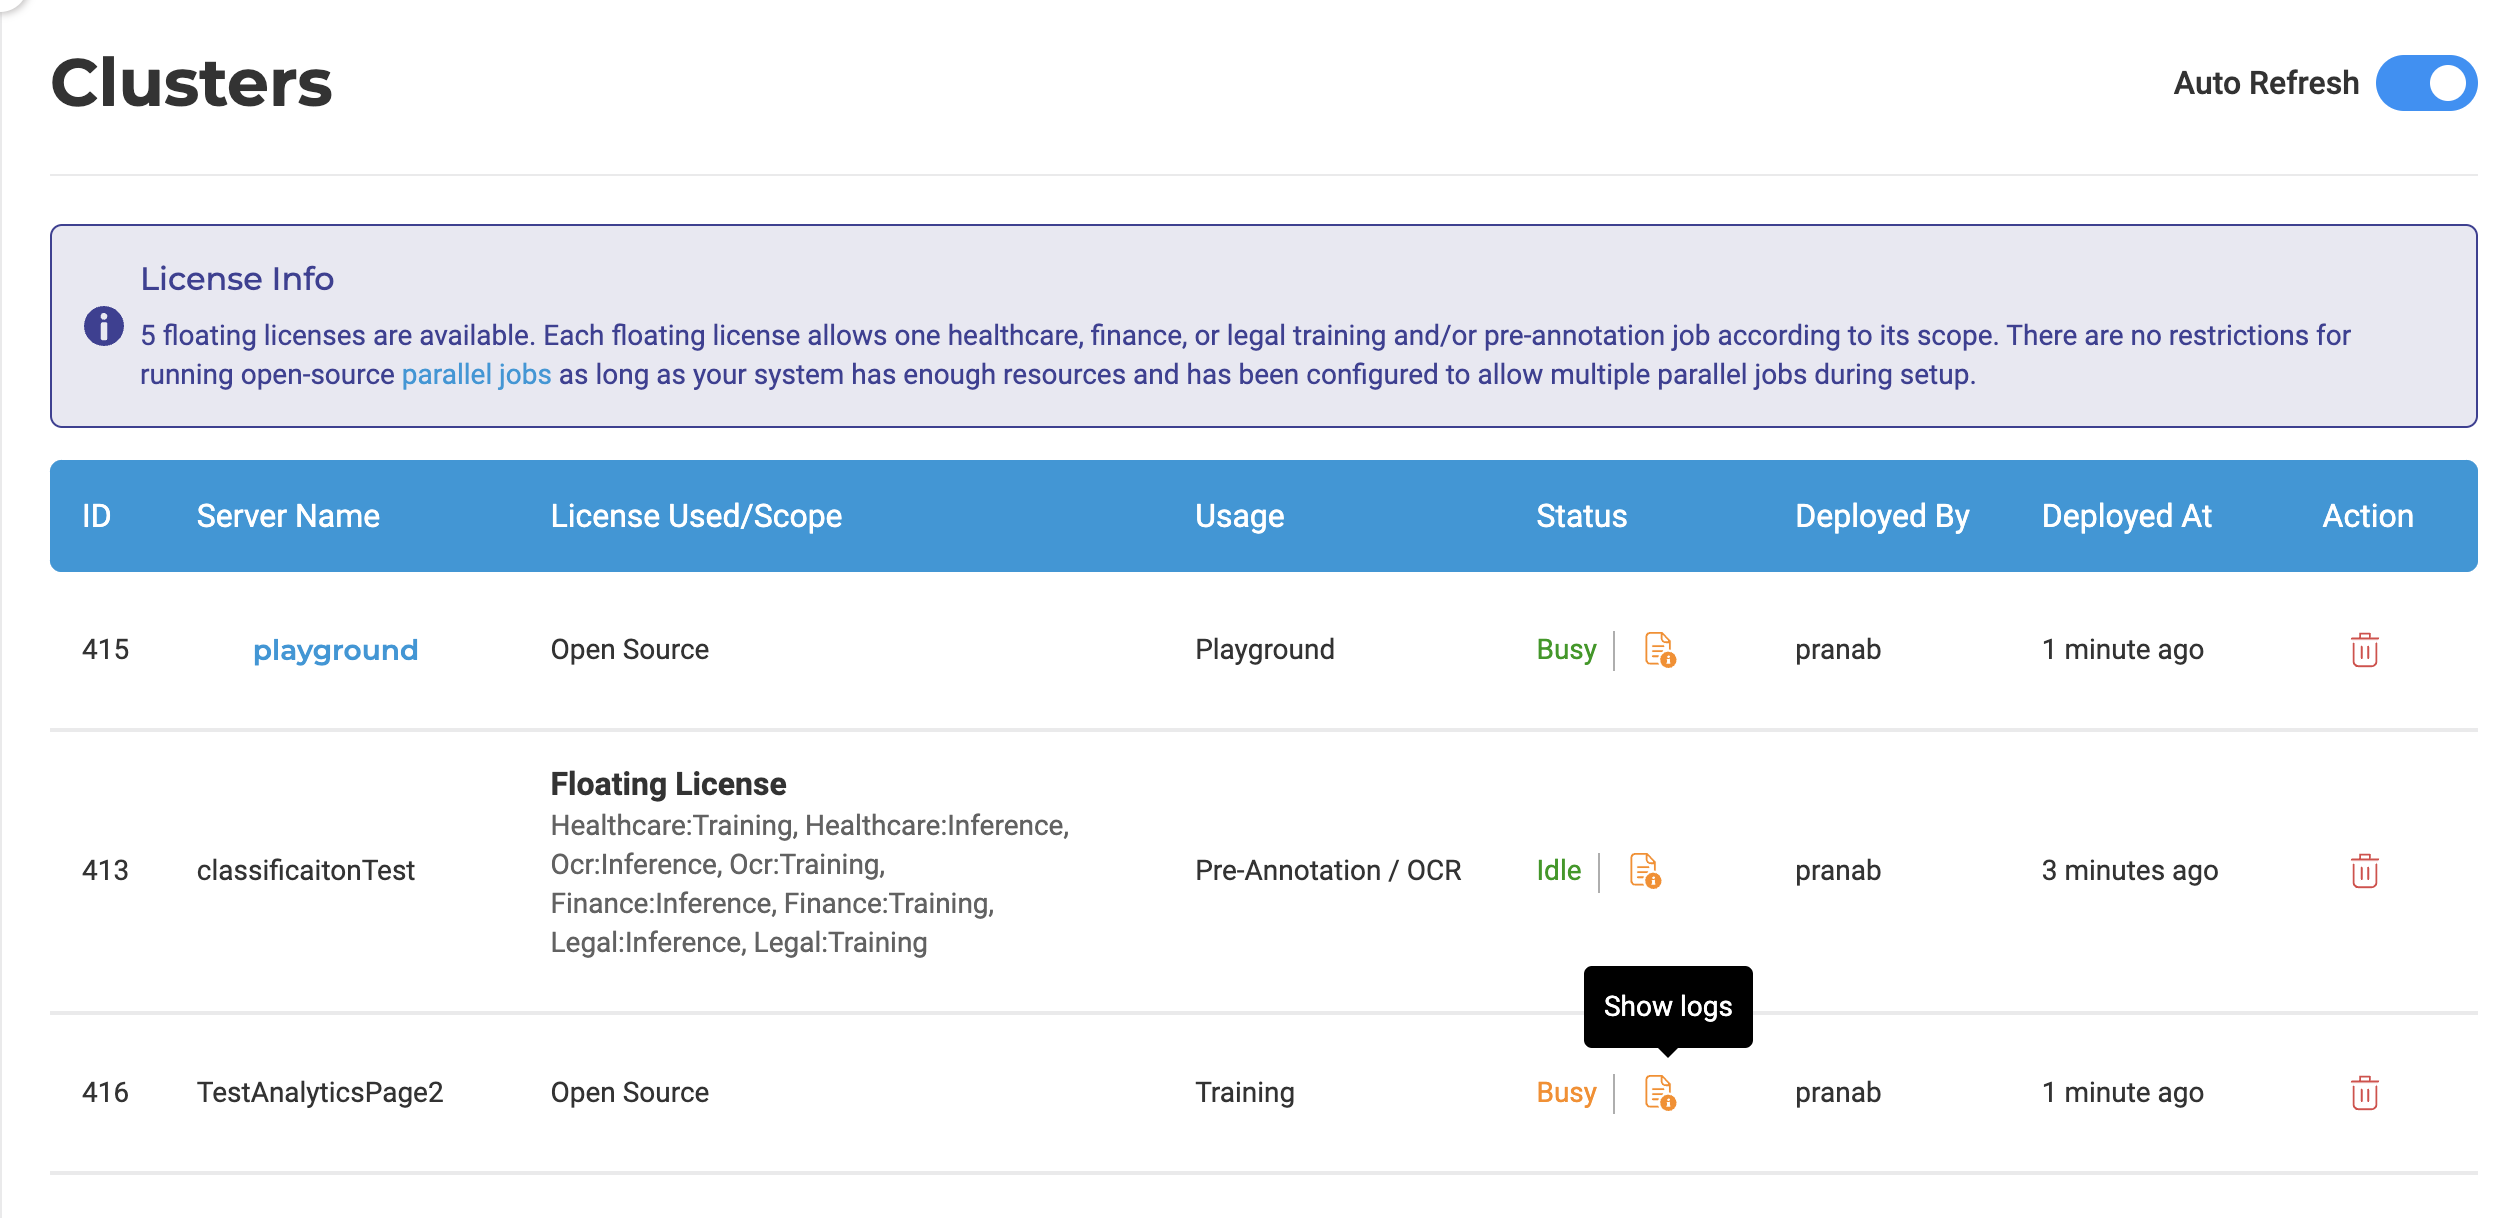 Clusters
Auto Refresh
License Info
5 floating licenses are available. Each floating license allows one healthcare, finance, or legal training and/or pre-annotation job according to its scope. There are no restrictions for
running open-source parallel jobs as long as your system has enough resources and has been configured to allow multiple parallel jobs during setup.
ID Server Name License Used/Scope Usage Status Deployed By Deployed At Action
415 playground Open Source Playground Busy pranab 1 minute ago
Floating License
Healthcare:Training, Healthcare:Inference,
Ocr:Inference, Ocr:Training,
413 classificaitonTest Pre-Annotation / OCR Idle pranab 3 minutes ago
Finance:Inference, Finance:Training,
Legal:Inference, Legal:Training
Show logs
416 TestAnalyticsPage2 Open Source Training Busy pranab 1 minute ago